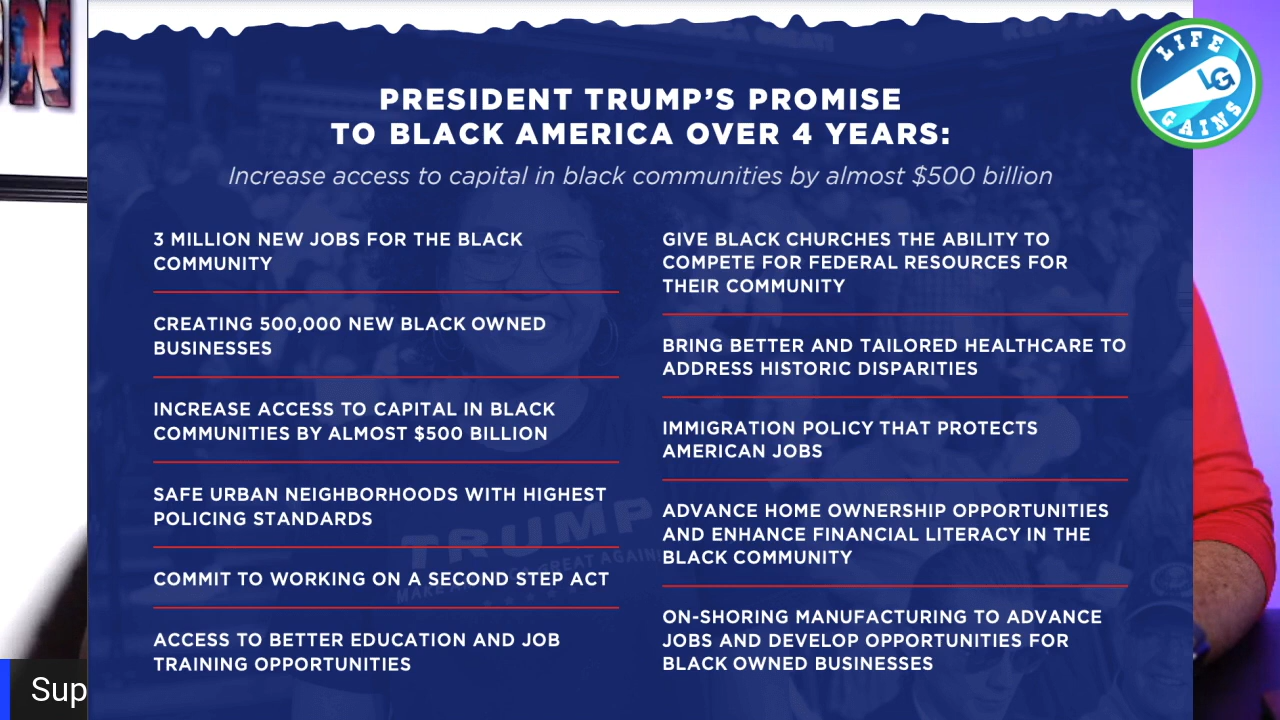 PRESIDENT TRUMP'S PROMISE
TO BLACK AMERICA OVER 4 YEARS:
Increase access to capital in black communities by almost $500 billion
3 MILLION NEW JOBS FOR THE BLACK
COMMUNITY
CREATING 500,000 NEW BLACK OWNED
BUSINESSES
INCREASE ACCESS TO CAPITAL IN BLACK
COMMUNITIES BY ALMOST $500 BILLION
SAFE URBAN NEIGHBORHOODS WITH HIGHEST
POLICING STANDARDS
COMMIT TO WORKING ON A SECOND STEP ACT
ACCESS TO BETTER EDUCATION AND JOB
TRAINING OPPORTUNITIES
GIVE BLACK CHURCHES THE ABILITY TO
COMPETE FOR FEDERAL RESOURCES FOR
THEIR COMMUNITY
BRING BETTER AND TAILORED HEALTHCARE TO
ADDRESS HISTORIC DISPARITIES
IMMIGRATION POLICY THAT PROTECTS
AMERICAN JOBS
ADVANCE HOME OWNERSHIP OPPORTUNITIES
AND ENHANCE FINANCIAL LITERACY IN THE
BLACK COMMUNITY
ON-SHORING MANUFACTURING TO ADVANCE
JOBS AND DEVELOP OPPORTUNITIES FOR
BLACK OWNED BUSINESSES
LIFE
LG
GAINS
TRUMP
Sup